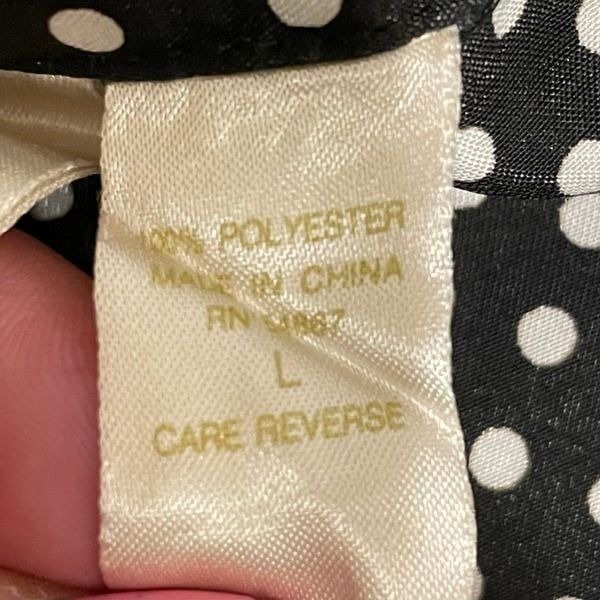 100% POLYESTER
MADE IN CHINA
RN
L
CARE REVERSE